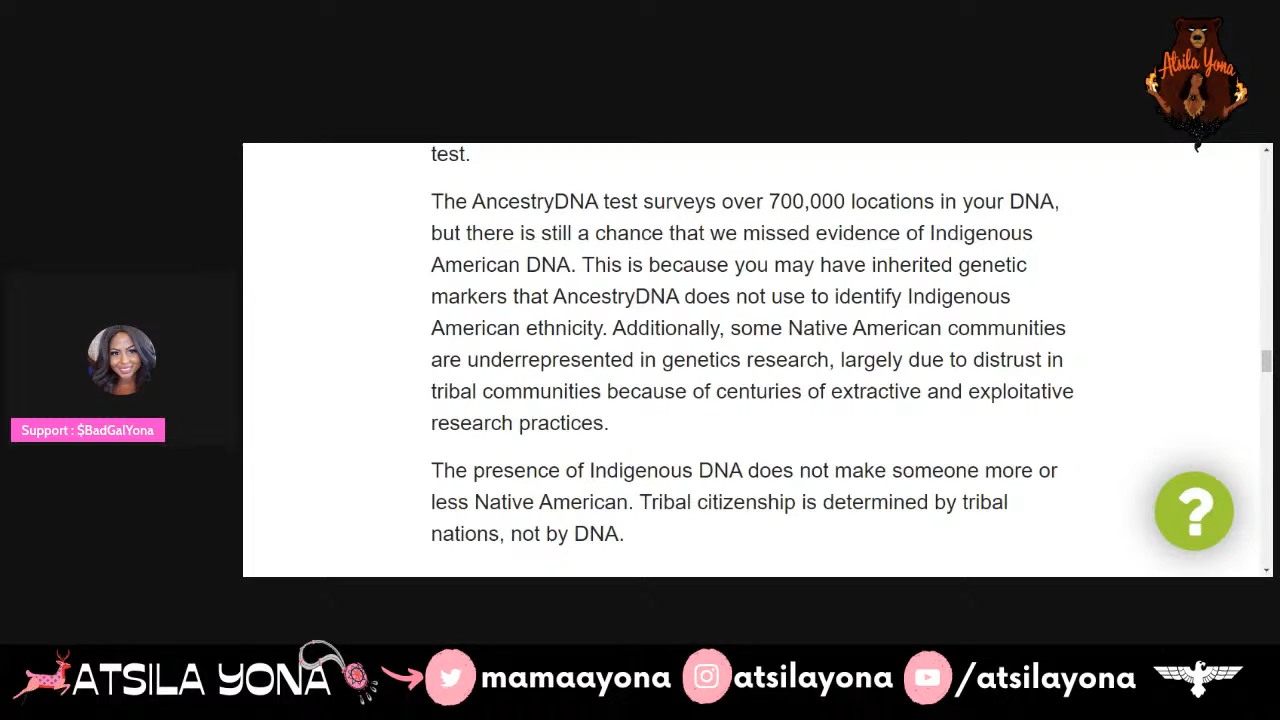 Atsila Yona
test.
The AncestryDNA test surveys over 700,000 locations in your DNA,
but there is still a chance that we missed evidence of Indigenous
American DNA. This is because you may have inherited genetic
markers that AncestryDNA does not use to identify Indigenous
American ethnicity. Additionally, some Native American communities
are underrepresented in genetics research, largely due to distrust in
tribal communities because of centuries of extractive and exploitative
research practices.
Support : $BadGalYona
The presence of Indigenous DNA does not make someone more or
less Native American. Tribal citizenship is determined by tribal
nations, not by DNA.
?
ATSILA YONA mamaayona atsilayona /atsilayona